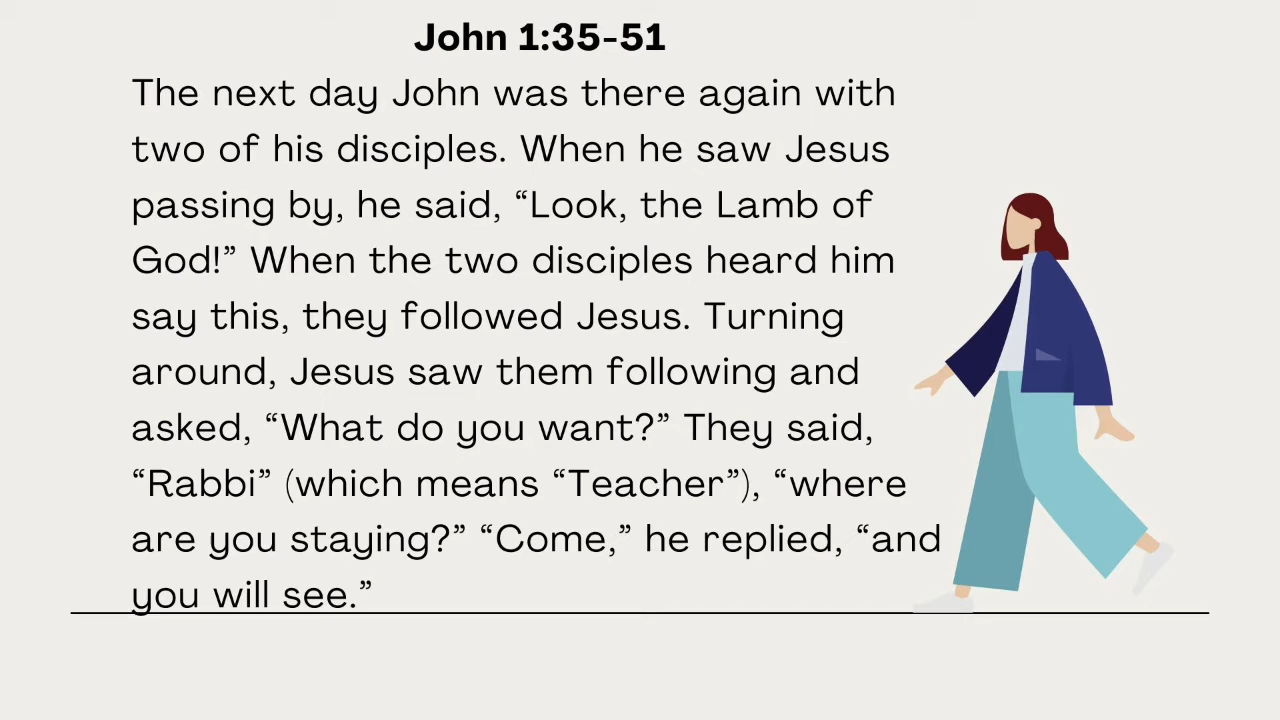 John 1:35-51
The next day John was there again with
two of his disciples. When he saw Jesus
passing by, he said, “Look, the Lamb of
God!” When the two disciples heard him
say this, they followed Jesus. Turning
around, Jesus saw them following and
asked, “What do you want?” They said,
“Rabbi” (which means “Teacher”), “where
are you staying?” “Come,” he replied, “and
you will see.”